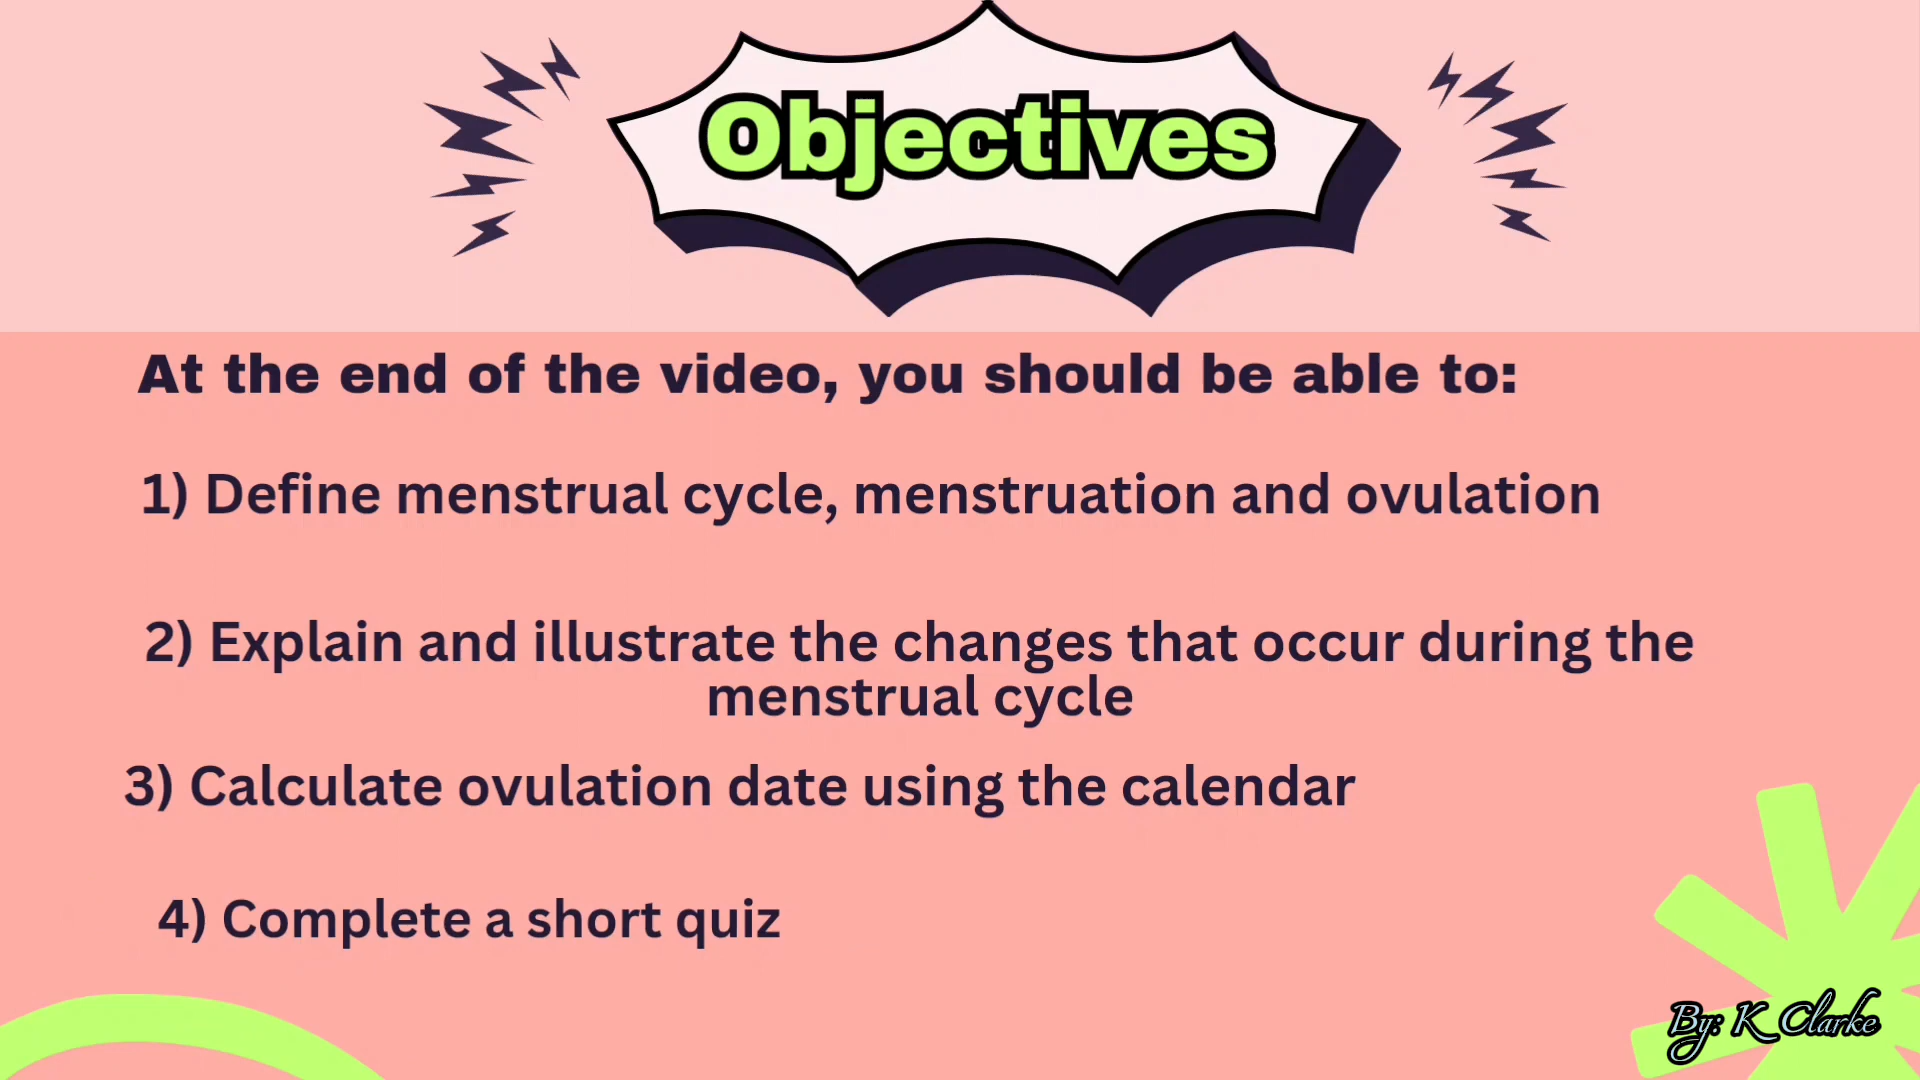 Objectives
At the end of the video, you should be able to:
1) Define menstrual cycle, menstruation and ovulation
2) Explain and illustrate the changes that occur during the
menstrual cycle
3) Calculate ovulation date using the calendar
4) Complete a short quiz
By: K Clarke